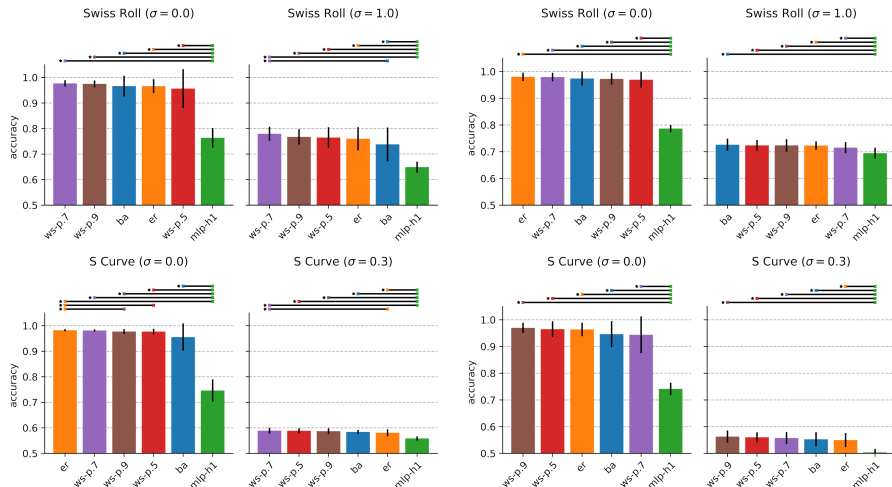 Swiss Roll (σ = 0.0)
Swiss Roll (σ = 1.0)
accuracy
1.0
0.9
0.8
0.7
0.6
0.5
ws-p.7
ws-p.9
ba
er
ws-p.5
mlp-h1
ws-p.7
ws-p.9
ws-p.5
er
ba
mlp-h1
Swiss Roll (σ = 0.0)
Swiss Roll (σ = 1.0)
accuracy
1.0
0.9
0.8
0.7
0.6
0.5
er
ws-p.7
ba
ws-p.9
ws-p.5
mlp-h1
ba
ws-p.5
ws-p.9
er
ws-p.7
mlp-h1
S Curve (σ = 0.0)
S Curve (σ = 0.3)
accuracy
1.0
0.9
0.8
0.7
0.6
0.5
er
ws-p.7
ws-p.9
ws-p.5
ba
mlp-h1
ws-p.7
ws-p.5
ws-p.9
ba
er
mlp-h1
S Curve (σ = 0.0)
S Curve (σ = 0.3)
accuracy
1.0
0.9
0.8
0.7
0.6
0.5
ws-p.9
ws-p.5
er
ba
ws-p.7
mlp-h1
ws-p.9
ws-p.5
ws-p.7
ba
er
mlp-h1